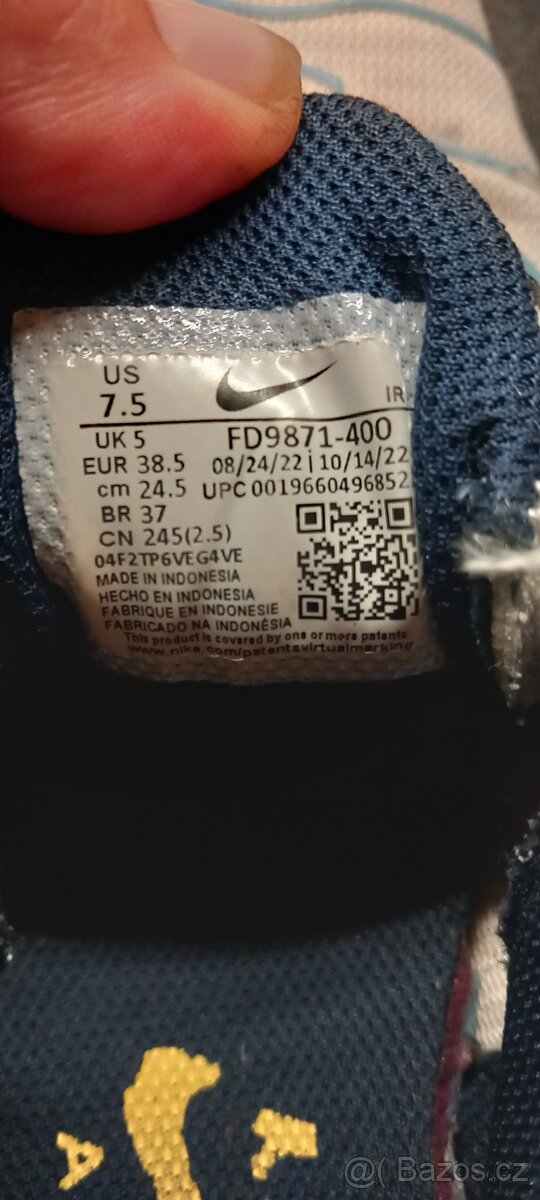 US
7.5
IR
UK 5 FD9871-400
EUR 38.5 08/24/22 | 10/14/22
cm 24.5 UPC 0019660496852
BR 37
CN 245(2.5)
04F2TP6VEG4VE
MADE IN INDONESIA
HECHO EN INDONESIA
FABRIQUE EN INDONESIE
FABRICADO NA INDONÉSIA
This product is covered by one or more patents:
www.nike.com/patentsvirtualmarking
A
@ Bazos.cz